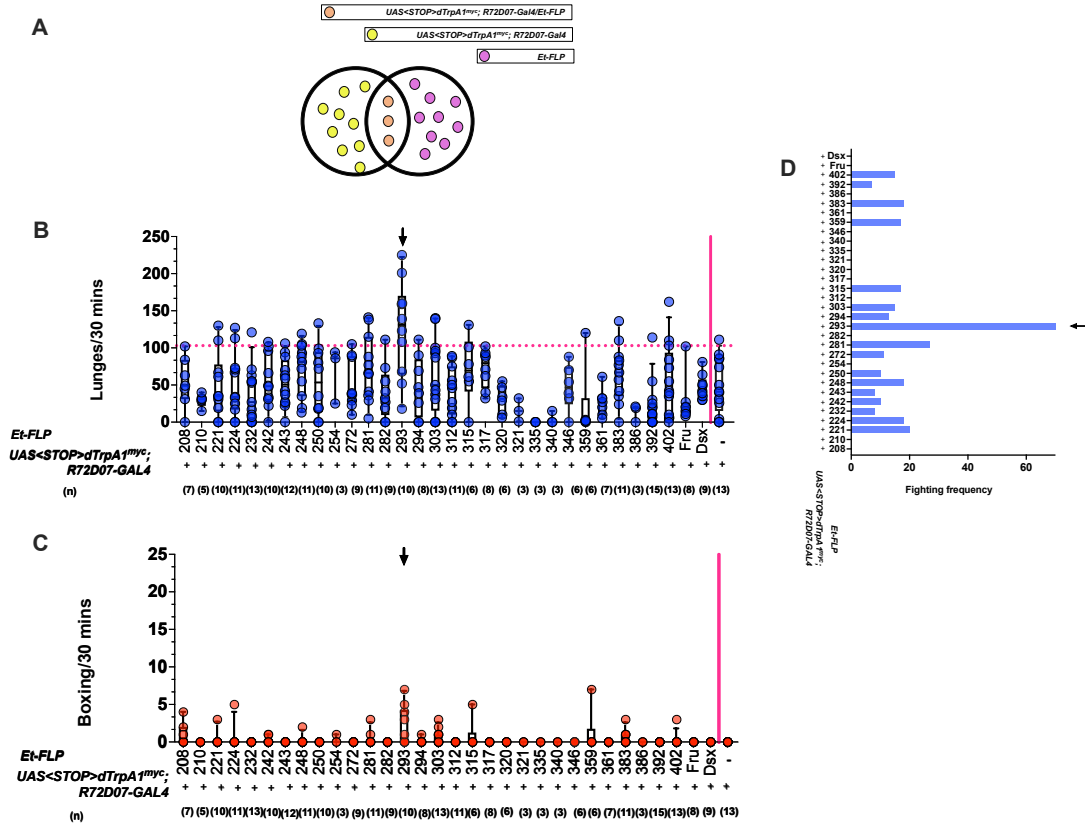 A
UAS<STOP>dTrpA1myc; R72D07-Gal4/Et-FLP
UAS<STOP>dTrpA1myc; R72D07-Gal4
Et-FLP
B
Lunges/30 mins
250
200
150
100
50
0
Et-FLP
208 210 221 224 232 242 243 248 250 254 272 281 282 293 294 303 312 315 317 320 321 335 340 346 359 361 383 386 392 402 Fru Dsx -
UAS<STOP>dTrpA1myc;
R72D07-GAL4
+ + + + + + + + + + + + + + + + + + + + + + + + + + + + + + + + +
(n)
(7) (5) (10) (11) (13) (10) (12) (11) (10) (3) (9) (11) (9) (10) (8) (13) (11) (6) (8) (6) (3) (3) (3) (6) (6) (7) (11) (3) (15) (13) (8) (9) (13)
C
Boxing/30 mins
25
20
15
10
5
0
Et-FLP
208 210 221 224 232 242 243 248 250 254 272 281 282 293 294 303 312 315 317 320 321 335 340 346 359 361 383 386 392 402 Fru Dsx -
UAS<STOP>dTrpA1myc;
R72D07-GAL4
+ + + + + + + + + + + + + + + + + + + + + + + + + + + + + + + + +
(n)
(7) (5) (10) (11) (13) (10) (12) (11) (10) (3) (9) (11) (9) (10) (8) (13) (11) (6) (8) (6) (3) (3) (3) (6) (6) (7) (11) (3) (15) (13) (8) (9) (13)
D
+ Dsx
+ Fru
+ 402
+ 392
+ 386
+ 383
+ 361
+ 359
+ 346
+ 340
+ 335
+ 321
+ 320
+ 317
+ 315
+ 312
+ 303
+ 294
+ 293
+ 282
+ 281
+ 272
+ 254
+ 250
+ 248
+ 243
+ 242
+ 232
+ 224
+ 221
+ 210
+ 208
0 20 40 60
Fighting frequency
Et-FLP
UAS<STOP>dTrpA1myc;
R72D07-GAL4